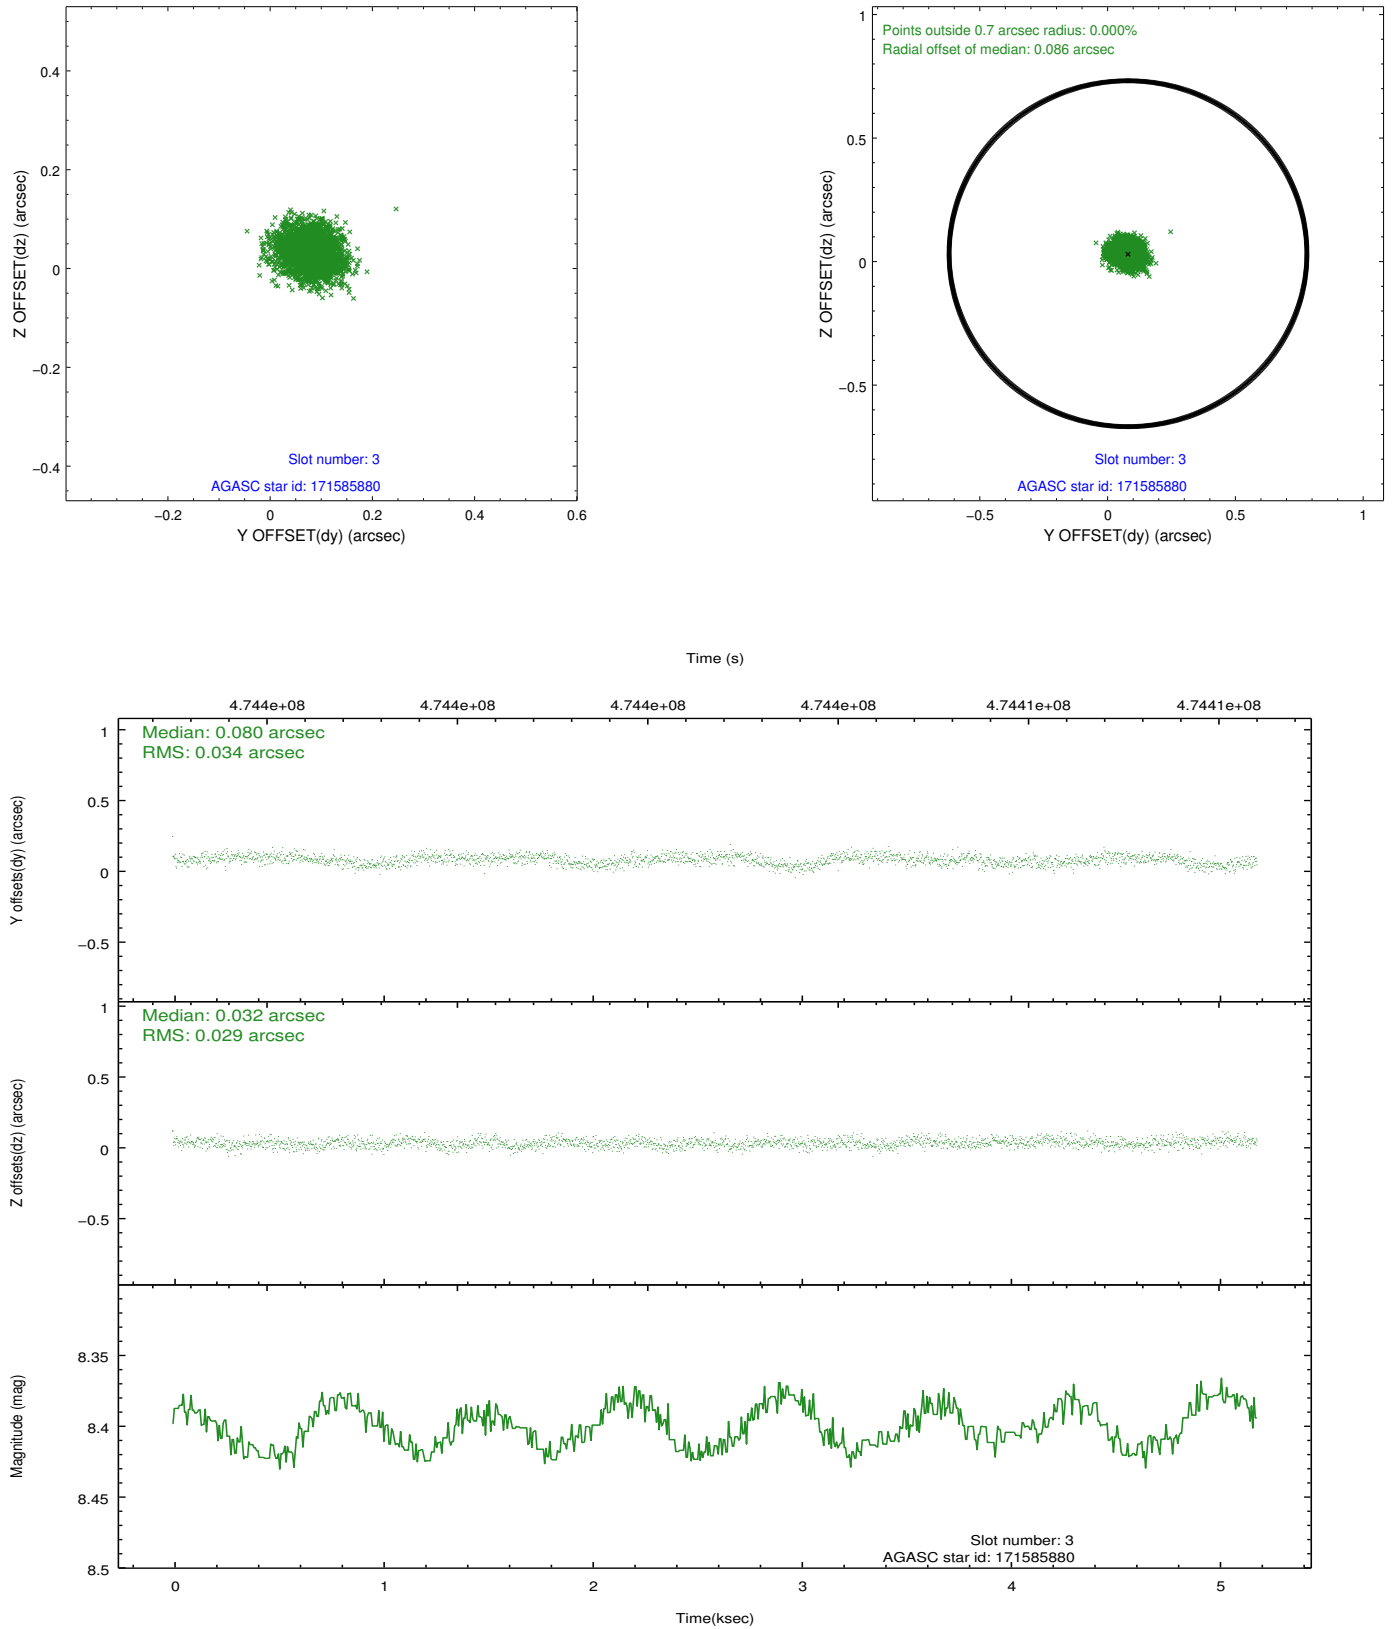 0.4
0.2
0
−0.2
−0.4
Z OFFSET(dz) (arcsec)
Slot number: 3
AGASC star id: 171585880
−0.2 0 0.2 0.4 0.6
Y OFFSET(dy) (arcsec)
Points outside 0.7 arcsec radius: 0.000%
Radial offset of median: 0.086 arcsec
1
0.5
0
−0.5
Z OFFSET(dz) (arcsec)
Slot number: 3
AGASC star id: 171585880
−0.5 0 0.5 1
Y OFFSET(dy) (arcsec)
Time (s)
4.744e+08 4.744e+08 4.744e+08 4.744e+08 4.7441e+08 4.7441e+08
Median: 0.080 arcsec
RMS: 0.034 arcsec
1
0.5
0
−0.5
Y offsets(dy) (arcsec)
Median: 0.032 arcsec
RMS: 0.029 arcsec
1
0.5
0
−0.5
Z offsets(dz) (arcsec)
8.35
8.4
8.45
8.5
Magnitude (mag)
Slot number: 3
AGASC star id: 171585880
0 1 2 3 4 5
Time(ksec)